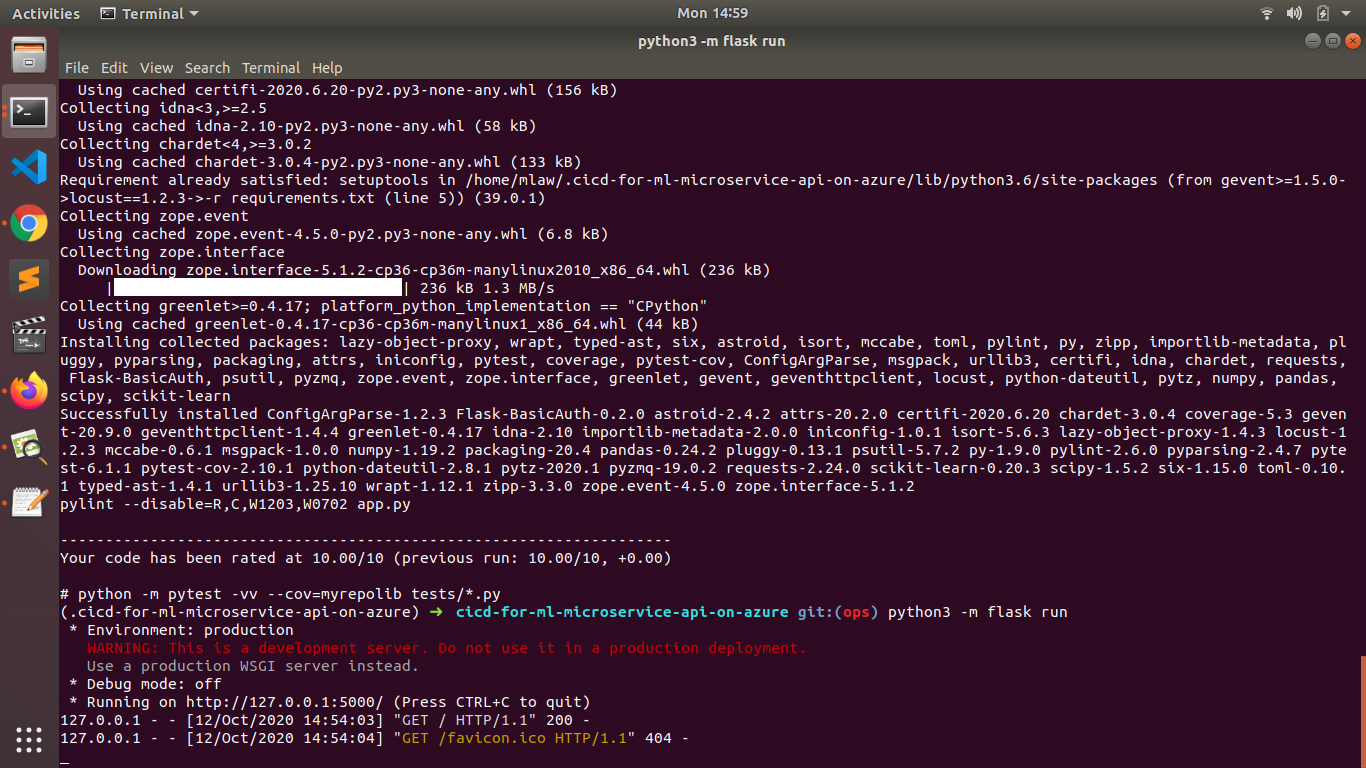 Activities Terminal Mon 14:59
python3 -m flask run
File Edit View Search Terminal Help
Using cached certifi-2020.6.20-py2.py3-none-any.whl (156 kB)
Collecting idna<3,>=2.5
Using cached idna-2.10-py2.py3-none-any.whl (58 kB)
Collecting chardet<4,>=3.0.2
Using cached chardet-3.0.4-py2.py3-none-any.whl (133 kB)
Requirement already satisfied: setuptools in /home/mlaw/.cicd-for-ml-microservice-api-on-azure/lib/python3.6/site-packages (from gevent>=1.5.0-
>locust==1.2.3->-r requirements.txt (line 5)) (39.0.1)
Collecting zope.event
Using cached zope.event-4.5.0-py2.py3-none-any.whl (6.8 kB)
Collecting zope.interface
Downloading zope.interface-5.1.2-cp36-cp36m-manylinux2010_x86_64.whl (236 kB)
| | 236 kB 1.3 MB/s
Collecting greenlet>=0.4.17; platform_python_implementation == "CPython"
Using cached greenlet-0.4.17-cp36-cp36m-manylinux1_x86_64.whl (44 kB)
Installing collected packages: lazy-object-proxy, wrapt, typed-ast, six, astroid, isort, mccabe, toml, pylint, py, zipp, importlib-metadata, pl
uggy, pyparsing, packaging, attrs, iniconfig, pytest, coverage, pytest-cov, ConfigArgParse, msgpack, urllib3, certifi, idna, chardet, requests,
Flask-BasicAuth, psutil, pyzmq, zope.event, zope.interface, greenlet, gevent, geventhttpclient, locust, python-dateutil, pytz, numpy, pandas,
scipy, scikit-learn
Successfully installed ConfigArgParse-1.2.3 Flask-BasicAuth-0.2.0 astroid-2.4.2 attrs-20.2.0 certifi-2020.6.20 chardet-3.0.4 coverage-5.3 geven
t-20.9.0 geventhttpclient-1.4.4 greenlet-0.4.17 idna-2.10 importlib-metadata-2.0.0 iniconfig-1.0.1 isort-5.6.3 lazy-object-proxy-1.4.3 locust-1
.2.3 mccabe-0.6.1 msgpack-1.0.0 numpy-1.19.2 packaging-20.4 pandas-0.24.2 pluggy-0.13.1 psutil-5.7.2 py-1.9.0 pylint-2.6.0 pyparsing-2.4.7 pyte
st-6.1.1 pytest-cov-2.10.1 python-dateutil-2.8.1 pytz-2020.1 pyzmq-19.0.2 requests-2.24.0 scikit-learn-0.20.3 scipy-1.5.2 six-1.15.0 toml-0.10.
1 typed-ast-1.4.1 urllib3-1.25.10 wrapt-1.12.1 zipp-3.3.0 zope.event-4.5.0 zope.interface-5.1.2
pylint --disable=R,C,W1203,W0702 app.py
--------------------------------------------------------------------
Your code has been rated at 10.00/10 (previous run: 10.00/10, +0.00)
# python -m pytest -vv --cov=myrepolib tests/*.py
(.cicd-for-ml-microservice-api-on-azure) ➜ cicd-for-ml-microservice-api-on-azure git:(ops) python3 -m flask run
* Environment: production
WARNING: This is a development server. Do not use it in a production deployment.
Use a production WSGI server instead.
* Debug mode: off
* Running on http://127.0.0.1:5000/ (Press CTRL+C to quit)
127.0.0.1 - - [12/Oct/2020 14:54:03] "GET / HTTP/1.1" 200 -
127.0.0.1 - - [12/Oct/2020 14:54:04] "GET /favicon.ico HTTP/1.1" 404 -